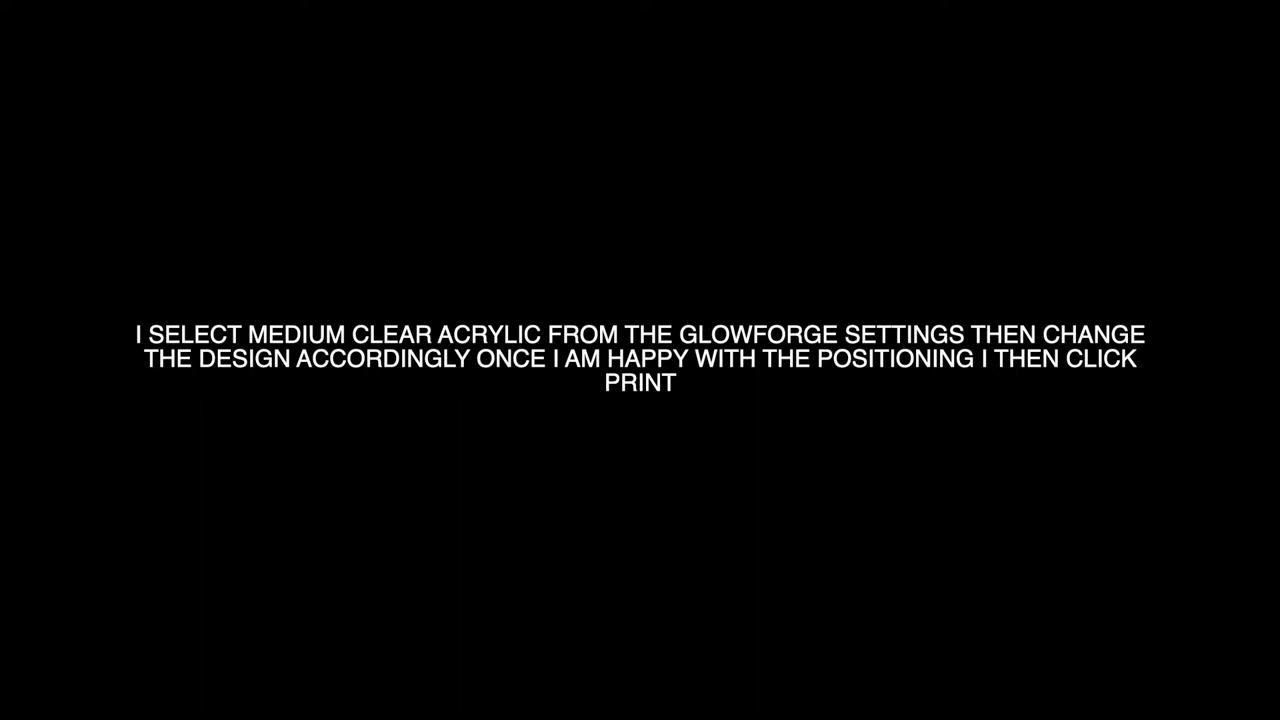 I SELECT MEDIUM CLEAR ACRYLIC FROM THE GLOWFORGE SETTINGS THEN CHANGE
THE DESIGN ACCORDINGLY ONCE I AM HAPPY WITH THE POSITIONING I THEN CLICK
PRINT